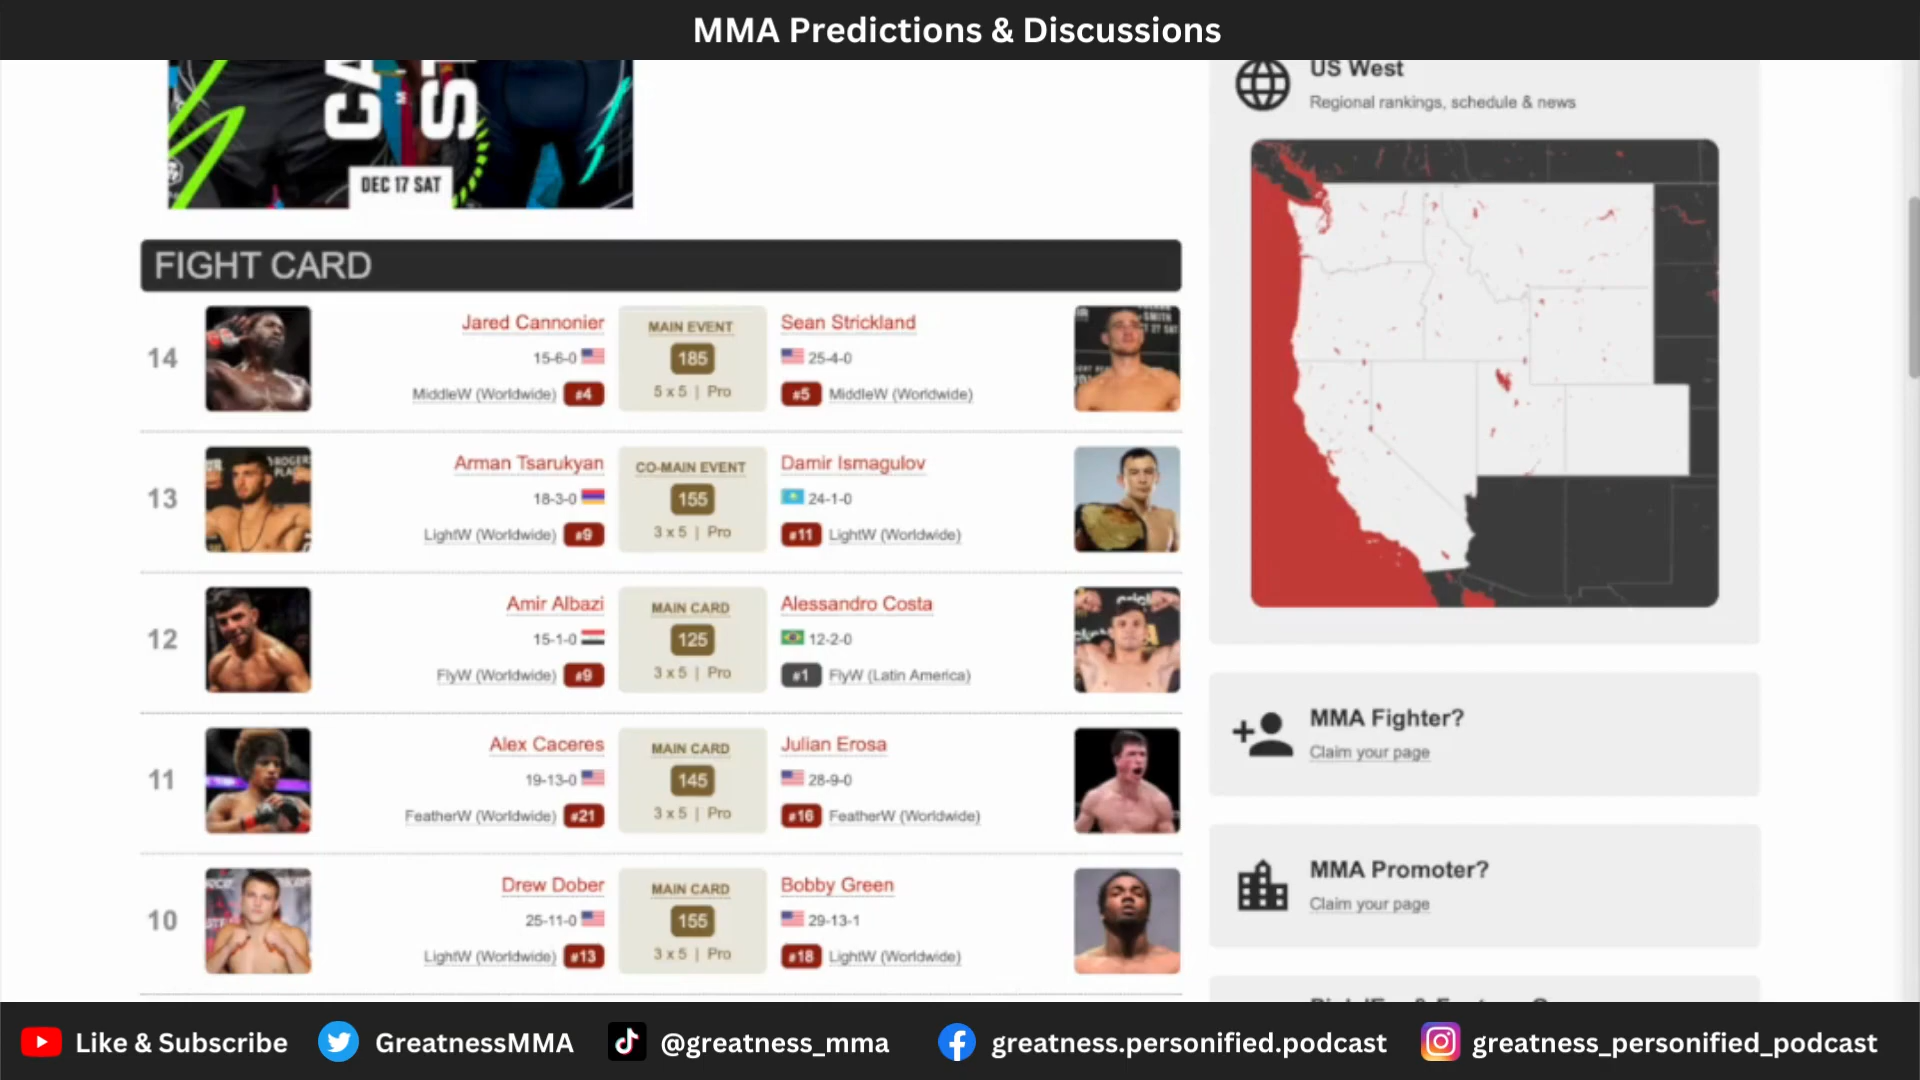 MMA Predictions & Discussions
DEC 17 SAT
US West
Regional rankings, schedule & news
FIGHT CARD
14
Jared Cannonier
15-6-0
MiddleW (Worldwide) #4
MAIN EVENT
185
5 x 5 | Pro
Sean Strickland
25-4-0
#5 MiddleW (Worldwide)
13
Arman Tsarukyan
18-3-0
LightW (Worldwide) #9
CO-MAIN EVENT
155
3 x 5 | Pro
Damir Ismagulov
24-1-0
#11 LightW (Worldwide)
12
Amir Albazi
15-1-0
FlyW (Worldwide) #9
MAIN CARD
125
3 x 5 | Pro
Alessandro Costa
12-2-0
#1 FlyW (Latin America)
11
Alex Caceres
19-13-0
FeatherW (Worldwide) #21
MAIN CARD
145
3 x 5 | Pro
Julian Erosa
28-9-0
#16 FeatherW (Worldwide)
10
Drew Dober
25-11-0
LightW (Worldwide) #13
MAIN CARD
155
3 x 5 | Pro
Bobby Green
29-13-1
#18 LightW (Worldwide)
MMA Fighter?
Claim your page
MMA Promoter?
Claim your page
Like & Subscribe
GreatnessMMA
@greatness_mma
greatness.personified.podcast
greatness_personified_podcast